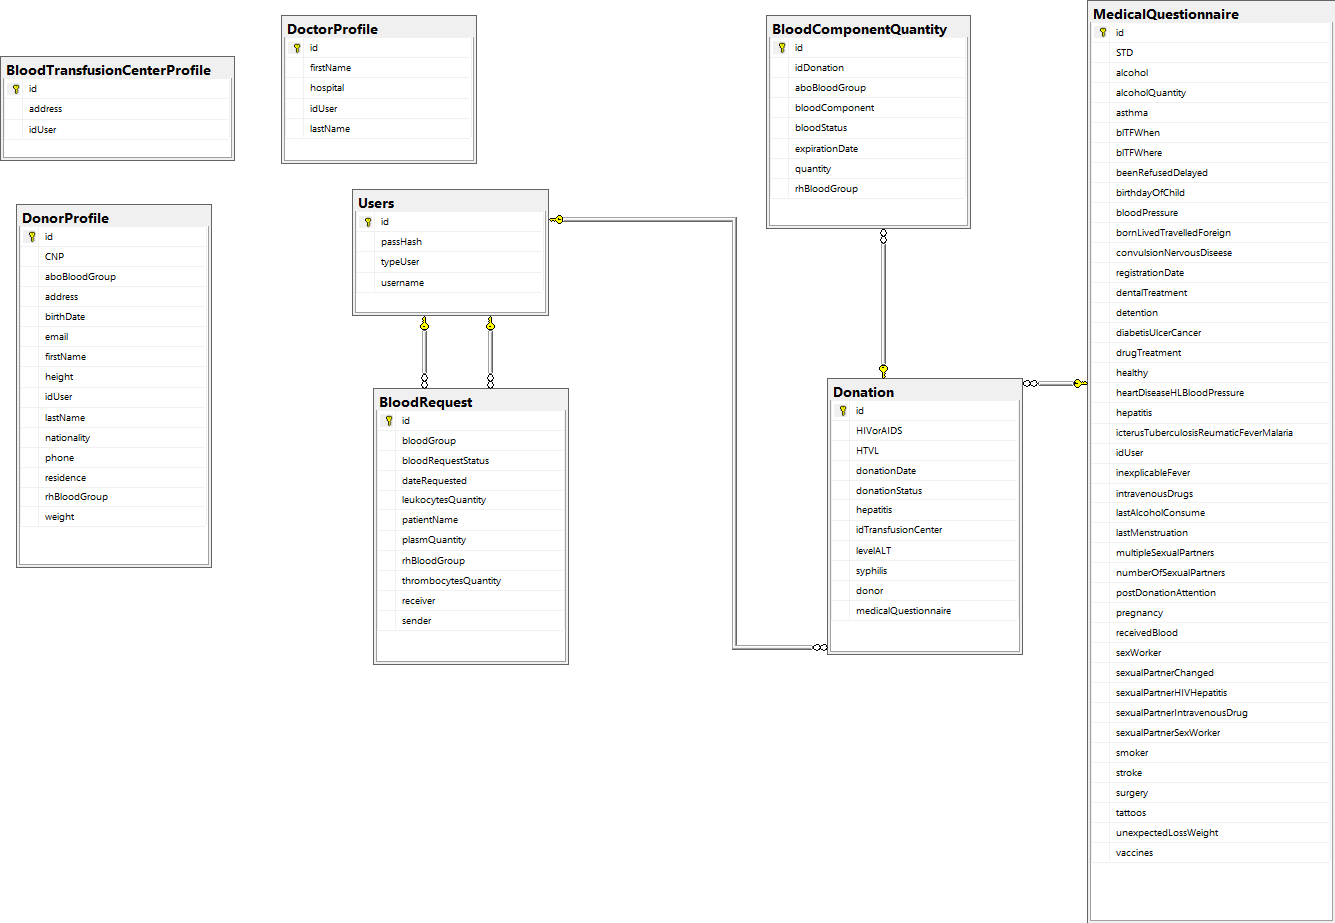 BloodTransfusionCenterProfile
id
address
idUser
DoctorProfile
id
firstName
hospital
idUser
lastName
DonorProfile
id
CNP
aboBloodGroup
address
birthDate
email
firstName
height
idUser
lastName
nationality
phone
residence
rhBloodGroup
weight
Users
id
passHash
typeUser
username
BloodRequest
id
bloodGroup
bloodRequestStatus
dateRequested
leukocytesQuantity
patientName
plasmQuantity
rhBloodGroup
thrombocytesQuantity
receiver
sender
BloodComponentQuantity
id
idDonation
aboBloodGroup
bloodComponent
bloodStatus
expirationDate
quantity
rhBloodGroup
Donation
id
HIVorAIDS
HTVL
donationDate
donationStatus
hepatitis
idTransfusionCenter
levelALT
syphilis
donor
medicalQuestionnaire
MedicalQuestionnaire
id
STD
alcohol
alcoholQuantity
asthma
blTFWhen
blTFWhere
beenRefusedDelayed
birthdayOfChild
bloodPressure
bornLivedTravelledForeign
convulsionNervousDiseese
registrationDate
dentalTreatment
detention
diabetisUlcerCancer
drugTreatment
healthy
heartDiseaseHLBloodPressure
hepatitis
icterusTuberculosisReumaticFeverMalaria
idUser
inexplicableFever
intravenousDrugs
lastAlcoholConsume
lastMenstruation
multipleSexualPartners
numberOfSexualPartners
postDonationAttention
pregnancy
receivedBlood
sexWorker
sexualPartnerChanged
sexualPartnerHIVHepatitis
sexualPartnerIntravenousDrug
sexualPartnerSexWorker
smoker
stroke
surgery
tattoos
unexpectedLossWeight
vaccines